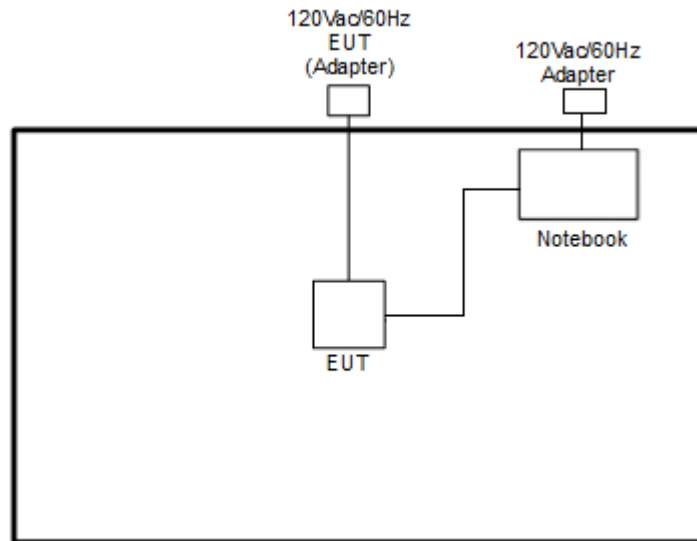 120Vac/60Hz
EUT
(Adapter)
120Vac/60Hz
Adapter
Notebook
EUT